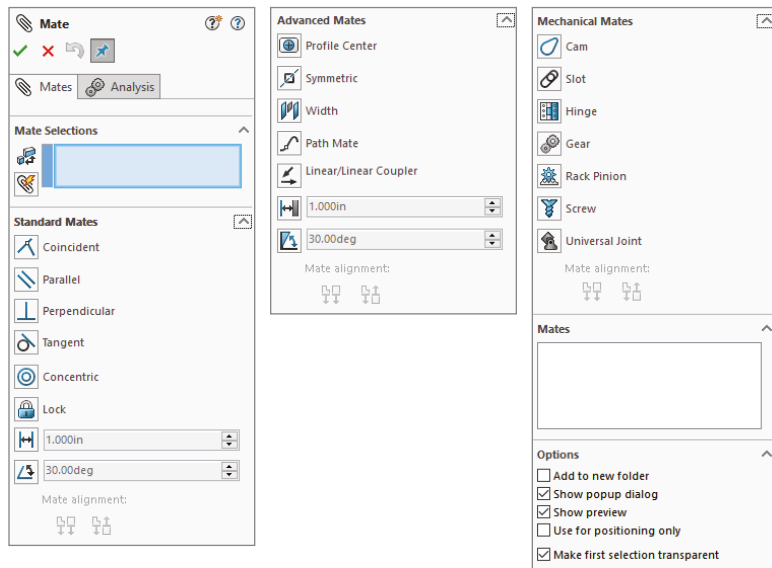 Mate
Mates
Analysis
Mate Selections
Standard Mates
Coincident
Parallel
Perpendicular
Tangent
Concentric
Lock
1.000in
30.00deg
Mate alignment:
Advanced Mates
Profile Center
Symmetric
Width
Path Mate
Linear/Linear Coupler
1.000in
30.00deg
Mate alignment:
Mechanical Mates
Cam
Slot
Hinge
Gear
Rack Pinion
Screw
Universal Joint
Mate alignment:
Mates
Options
Add to new folder
Show popup dialog
Show preview
Use for positioning only
Make first selection transparent